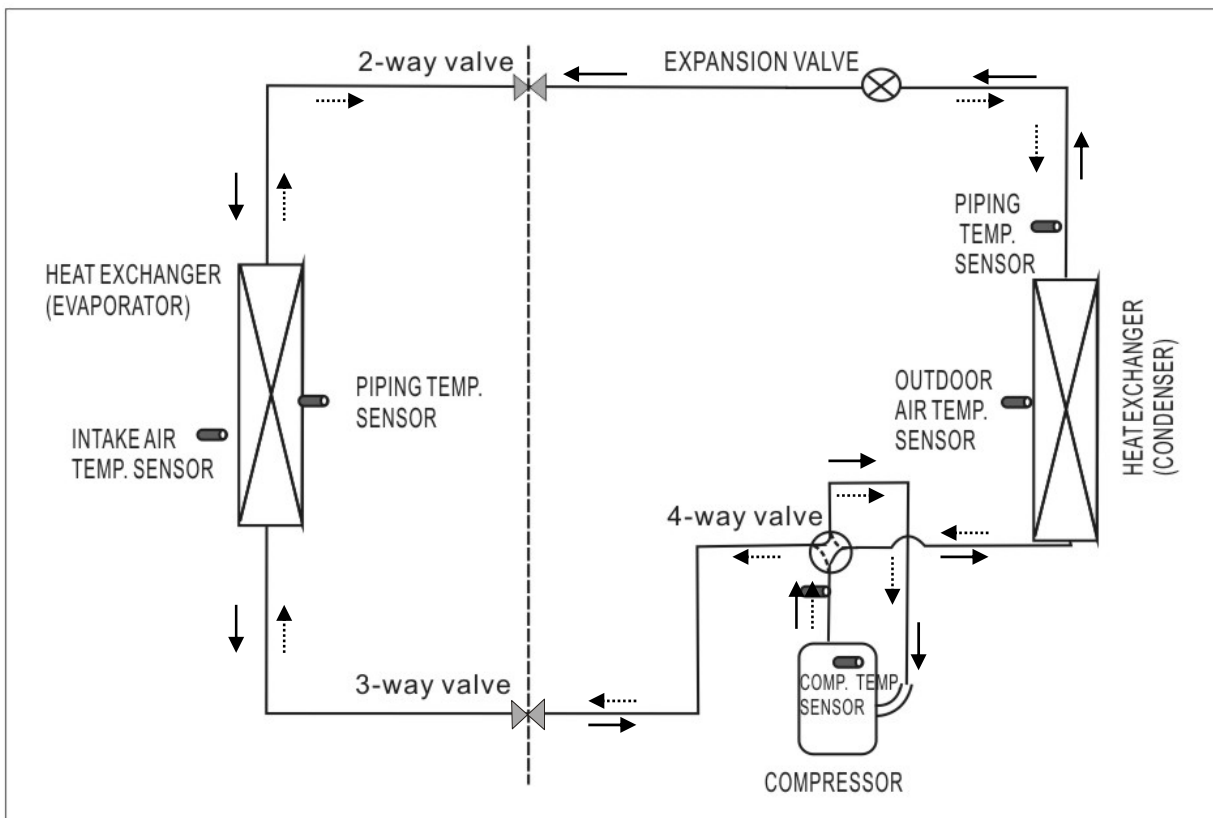 2-way valve
EXPANSION VALVE
PIPING
TEMP.
SENSOR
HEAT EXCHANGER
(EVAPORATOR)
PIPING TEMP.
SENSOR
INTAKE AIR
TEMP. SENSOR
OUTDOOR
AIR TEMP.
SENSOR
HEAT EXCHANGER
(CONDENSER)
4-way valve
3-way valve
COMP. TEMP.
SENSOR
COMPRESSOR